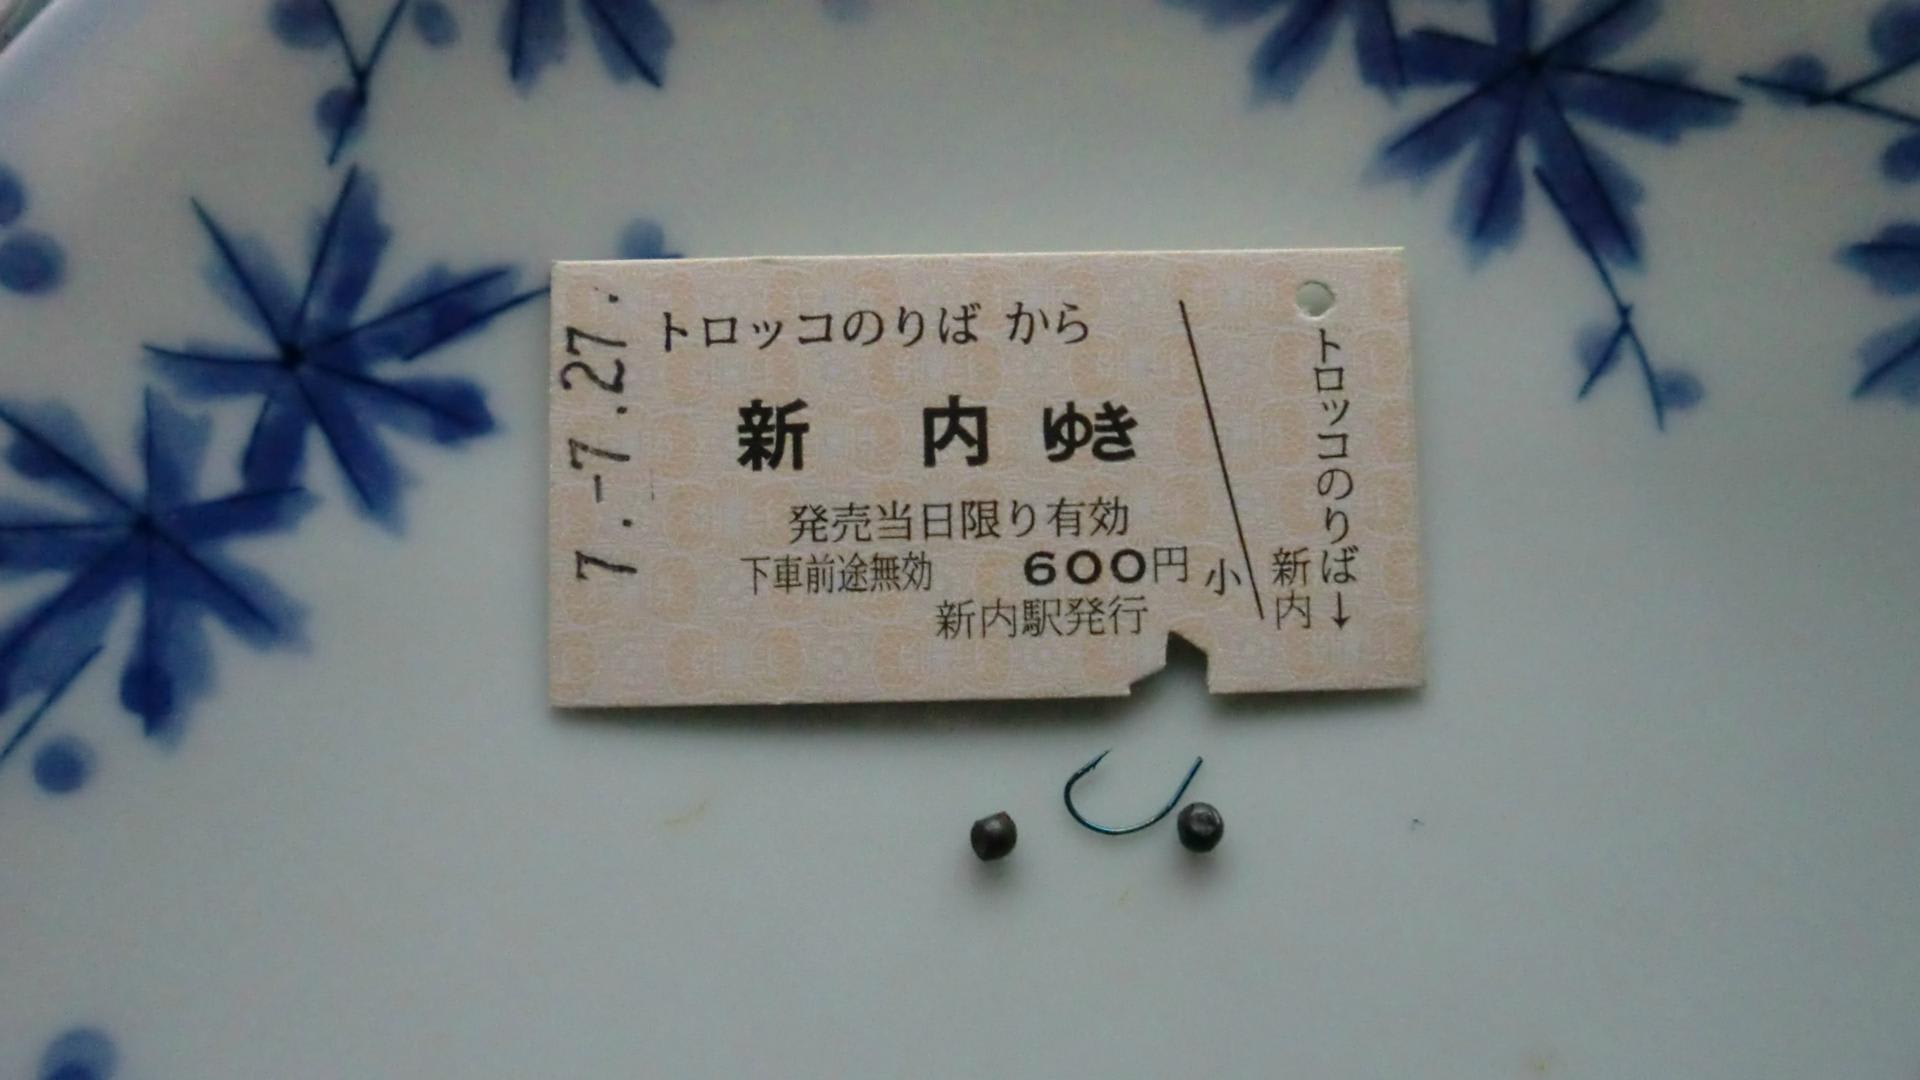 7.-7.27.
トロッコのりば から
新 内 ゆき
発売当日限り有効
下車前途無効 600円 小
新内駅発行
トロッコのりば→
新内